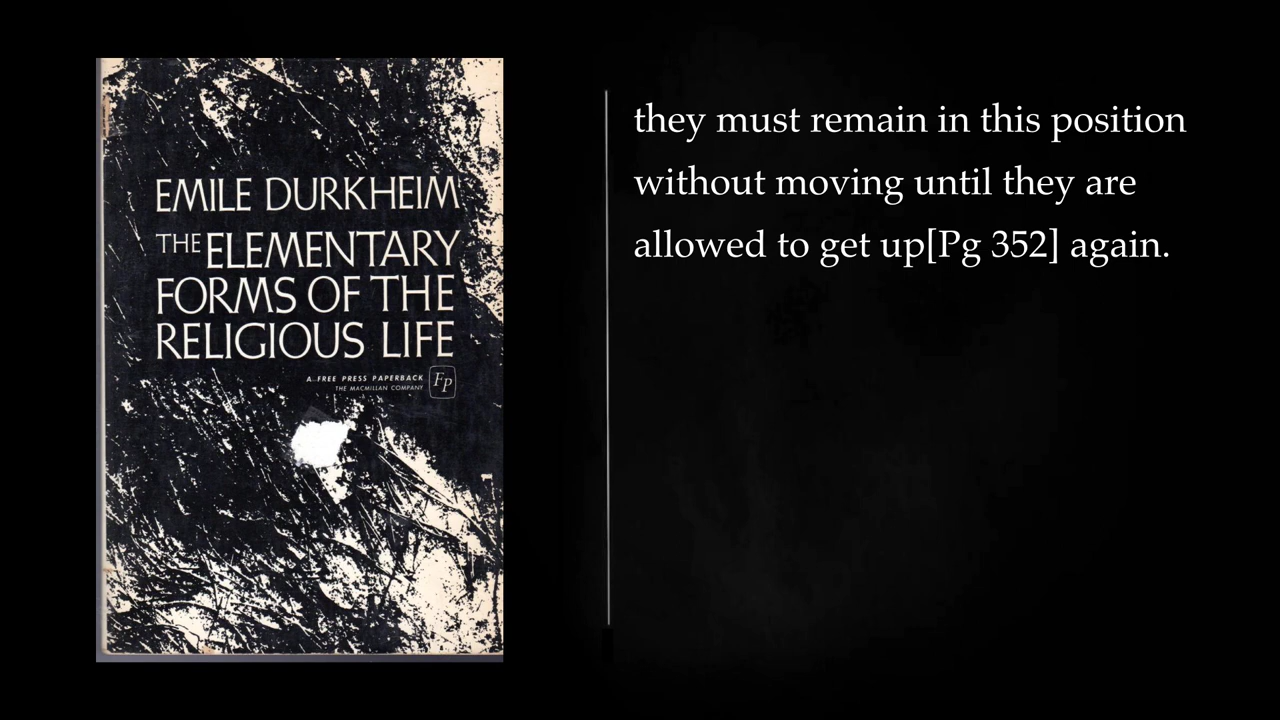 EMILE DURKHEIM
THE ELEMENTARY
FORMS OF THE
RELIGIOUS LIFE
A FREE PRESS PAPERBACK
THE MACMILLAN COMPANY
FP
they must remain in this position
without moving until they are
allowed to get up[Pg 352] again.